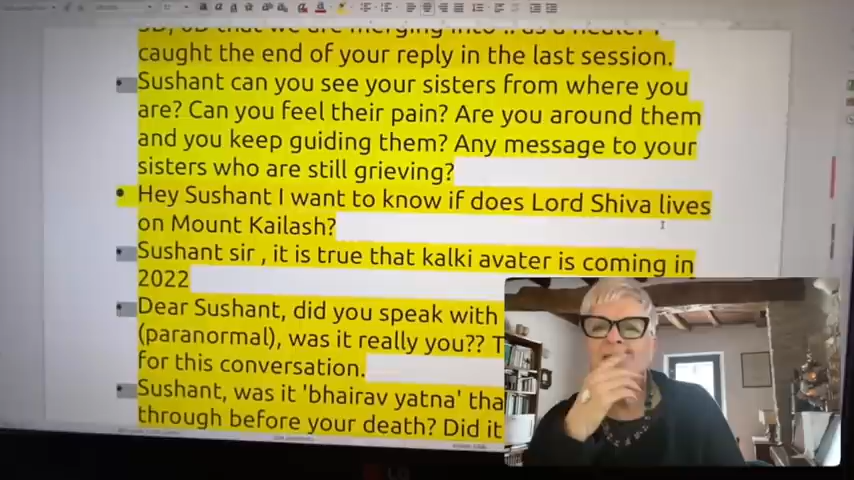 caught the end of your reply in the last session.
Sushant can you see your sisters from where you
are? Can you feel their pain? Are you around them
and you keep guiding them? Any message to your
sisters who are still grieving?
Hey Sushant I want to know if does Lord Shiva lives
on Mount Kailash?
Sushant sir , it is true that kalki avater is coming in
2022
Dear Sushant, did you speak with
(paranormal), was it really you??
for this conversation.
Sushant, was it 'bhairav yatna'
through before your death? Did it